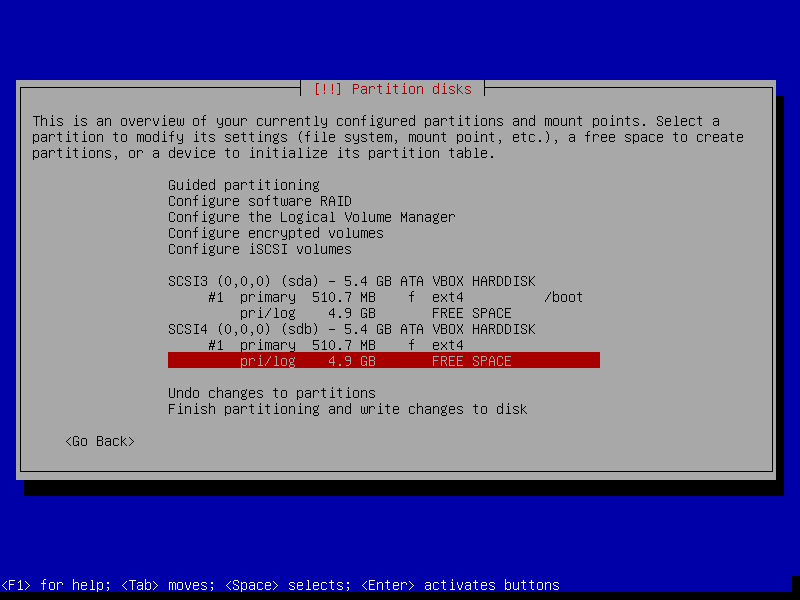 [!!] Partition disks
This is an overview of your currently configured partitions and mount points. Select a
partition to modify its settings (file system, mount point, etc.), a free space to create
partitions, or a device to initialize its partition table.
Guided partitioning
Configure software RAID
Configure the Logical Volume Manager
Configure encrypted volumes
Configure iSCSI volumes
SCSI3 (0,0,0) (sda) - 5.4 GB ATA VBOX HARDDISK
#1 primary 510.7 MB f ext4 /boot
pri/log 4.9 GB FREE SPACE
SCSI4 (0,0,0) (sdb) - 5.4 GB ATA VBOX HARDDISK
#1 primary 510.7 MB f ext4
pri/log 4.9 GB FREE SPACE
Undo changes to partitions
Finish partitioning and write changes to disk
<Go Back>
<F1> for help; <Tab> moves; <Space> selects; <Enter> activates buttons